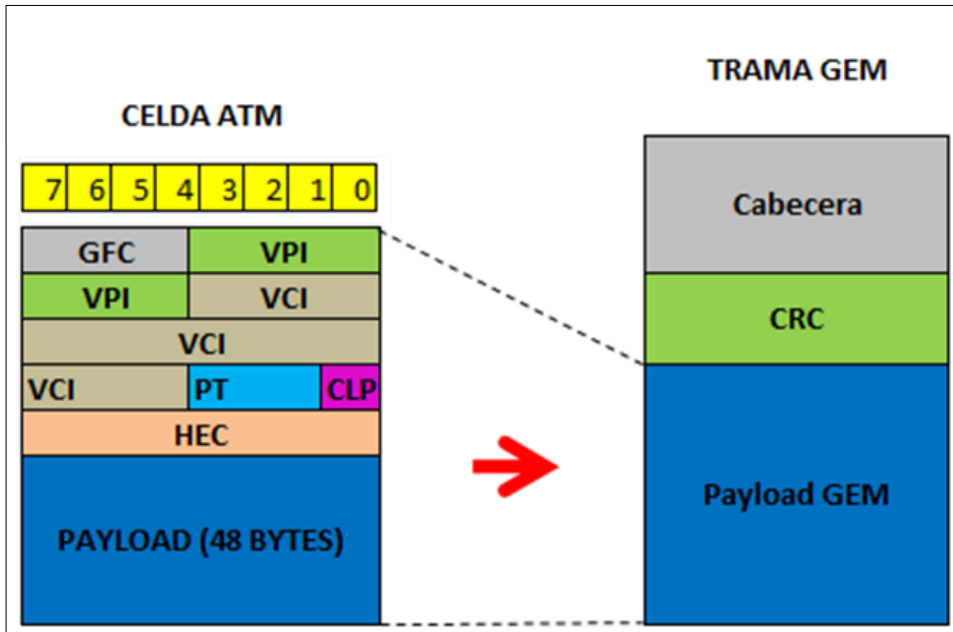 TRAMA GEM
CELDA ATM
7 6 5 4 3 2 1 0
GFC VPI
VPI VCI
VCI
VCI PT CLP
HEC
PAYLOAD (48 BYTES)
Cabecera
CRC
Payload GEM